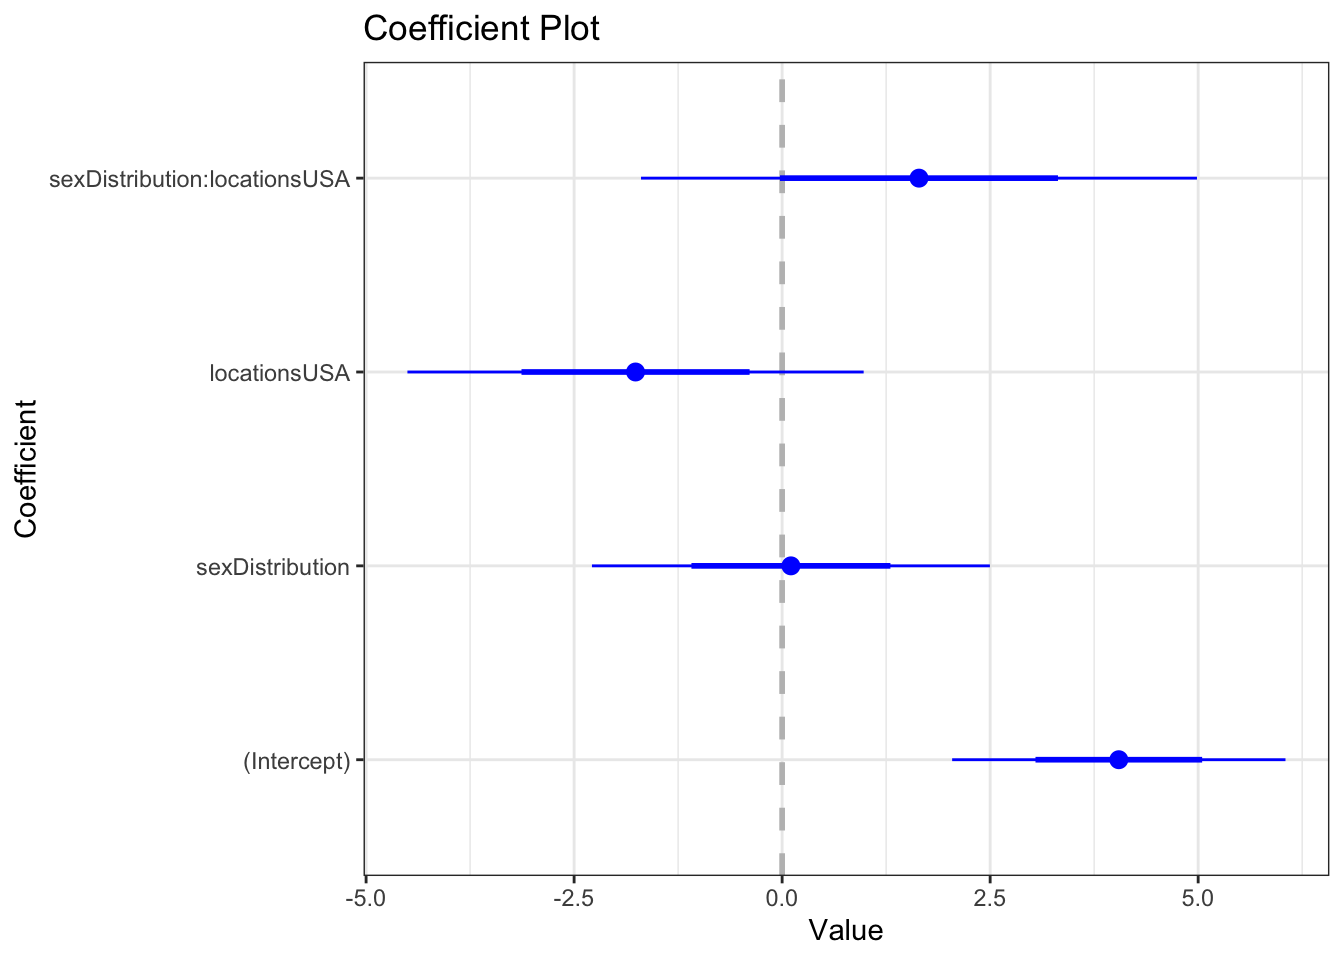 Coefficient Plot
sexDistribution:locationsUSA
locationsUSA
sexDistribution
(Intercept)
Coefficient
-5.0 -2.5 0.0 2.5 5.0
Value